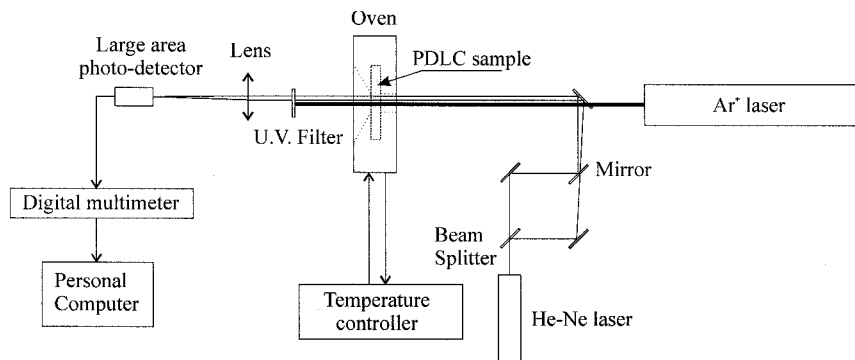 Oven
Large area
photo-detector
Lens
PDLC sample
Ar⁺ laser
U.V. Filter
Mirror
Digital multimeter
Beam
Splitter
Personal
Computer
Temperature
controller
He-Ne laser